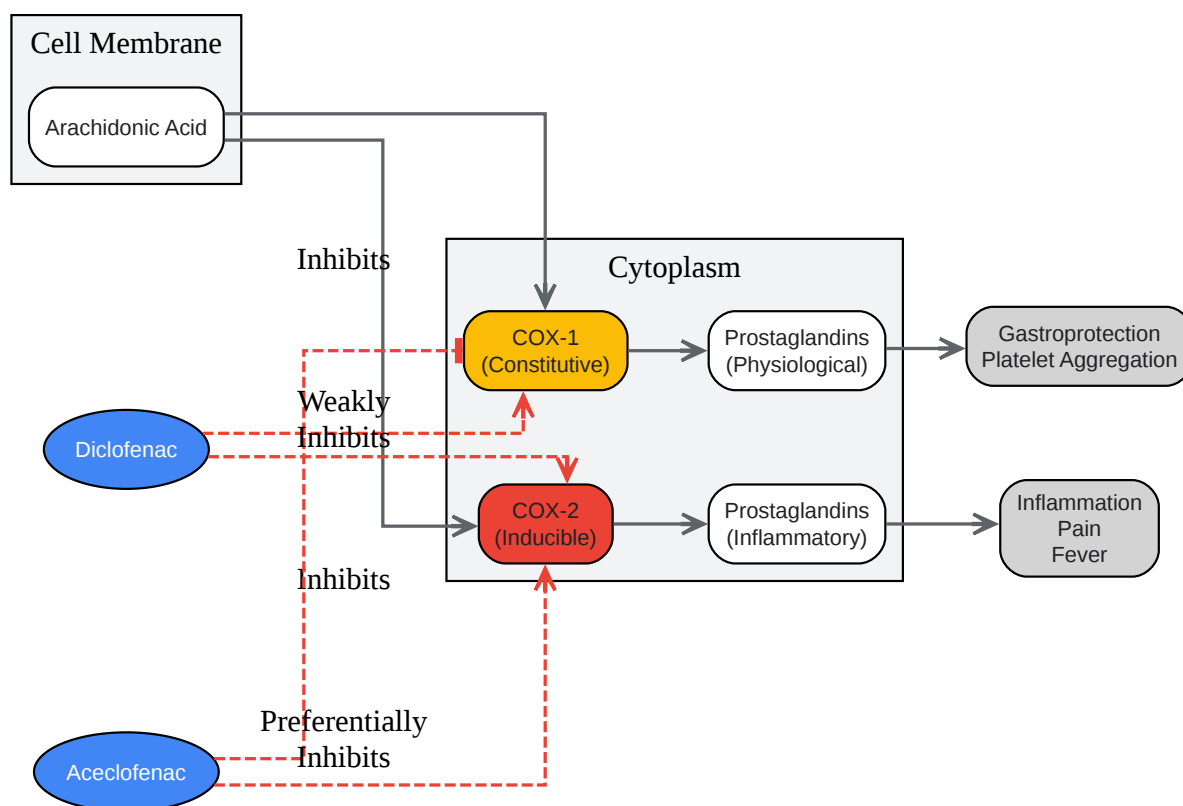 Cell Membrane
Arachidonic Acid
Inhibits
Cytoplasm
COX-1
(Constitutive)
Prostaglandins
(Physiological)
Gastroprotection
Platelet Aggregation
Weakly
Inhibits
Diclofenac
COX-2
(Inducible)
Prostaglandins
(Inflammatory)
Inflammation
Pain
Fever
Inhibits
Preferentially
Inhibits
Aceclofenac